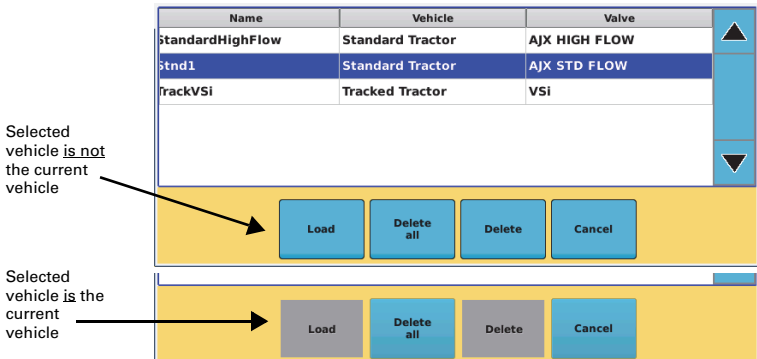 Name Vehicle Valve
StandardHighFlow Standard Tractor AJX HIGH FLOW
Stnd1 Standard Tractor AJX STD FLOW
TrackVSi Tracked Tractor VSi
Selected
vehicle is not
the current
vehicle
Load Delete all Delete Cancel
Selected
vehicle is the
current
vehicle
Load Delete all Delete Cancel